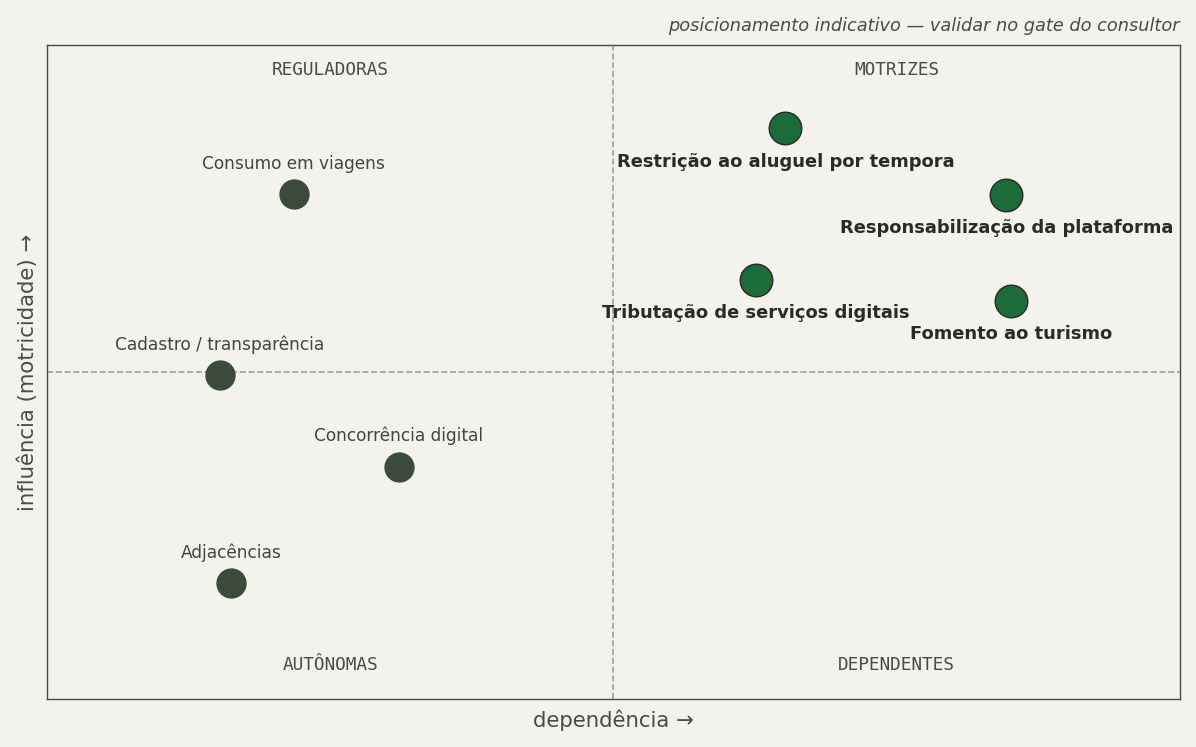 posicionamento indicativo — validar no gate do consultor
REGULADORAS
MOTRIZES
Consumo em viagens
Restrição ao aluguel por tempora
Responsabilização da plataforma
Tributação de serviços digitais
Fomento ao turismo
Cadastro / transparência
Concorrência digital
Adjacências
AUTÔNOMAS
DEPENDENTES
influência (motricidade) →
dependência →